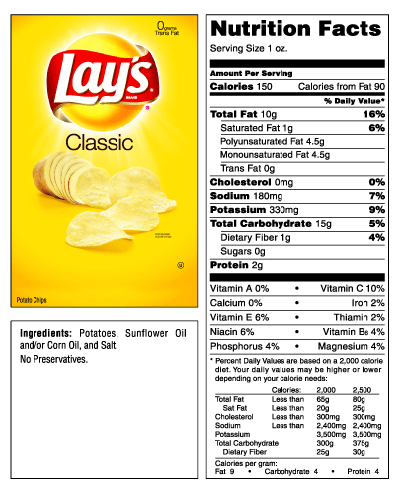 0 grams
Trans Fat
Lay's
BRAND
Classic
Potato Chips
Ingredients: Potatoes, Sunflower Oil
and/or Corn Oil, and Salt.
No Preservatives.
Nutrition Facts
Serving Size 1 oz.
Amount Per Serving
Calories 150 Calories from Fat 90
% Daily Value*
Total Fat 10g 16%
Saturated Fat 1g 6%
Polyunsaturated Fat 4.5g
Monounsaturated Fat 4.5g
Trans Fat 0g
Cholesterol 0mg 0%
Sodium 180mg 7%
Potassium 330mg 9%
Total Carbohydrate 15g 5%
Dietary Fiber 1g 4%
Sugars 0g
Protein 2g
Vitamin A 0% • Vitamin C 10%
Calcium 0% • Iron 2%
Vitamin E 6% • Thiamin 2%
Niacin 6% • Vitamin B6 4%
Phosphorus 4% • Magnesium 4%
* Percent Daily Values are based on a 2,000 calorie
diet. Your daily values may be higher or lower
depending on your calorie needs:
Calories: 2,000 2,500
Total Fat Less than 65g 80g
Sat Fat Less than 20g 25g
Cholesterol Less than 300mg 300mg
Sodium Less than 2,400mg 2,400mg
Potassium 3,500mg 3,500mg
Total Carbohydrate 300g 375g
Dietary Fiber 25g 30g
Calories per gram:
Fat 9 • Carbohydrate 4 • Protein 4